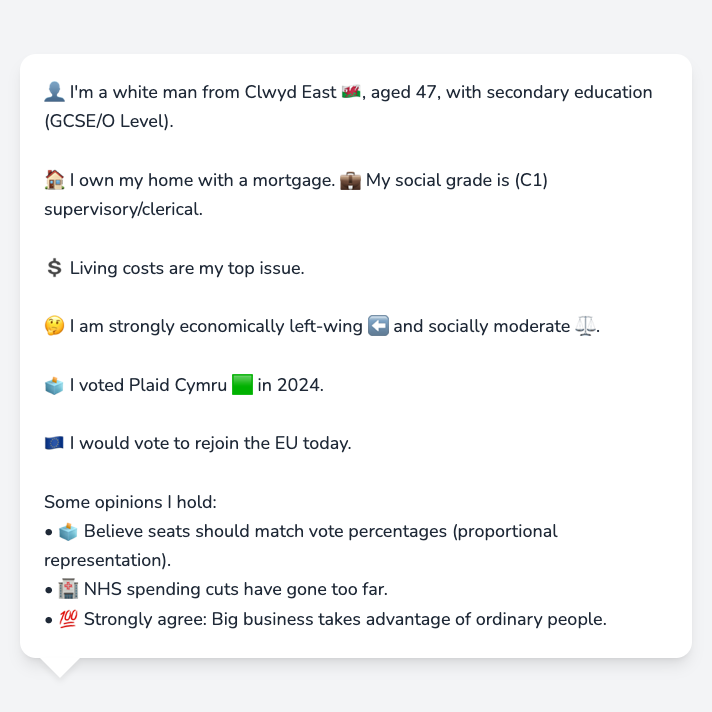 👤 I'm a white man from Clwyd East 🏴󠁧󠁢󠁷󠁬󠁳󠁿, aged 47, with secondary education
(GCSE/O Level).
🏠 I own my home with a mortgage. 💼 My social grade is (C1)
supervisory/clerical.
💲 Living costs are my top issue.
🤔 I am strongly economically left-wing ⬅️ and socially moderate ⚖️.
🗳️ I voted Plaid Cymru 🟩 in 2024.
🇪🇺 I would vote to rejoin the EU today.
Some opinions I hold:
• 🗳️ Believe seats should match vote percentages (proportional
representation).
• 🏥 NHS spending cuts have gone too far.
• 💯 Strongly agree: Big business takes advantage of ordinary people.